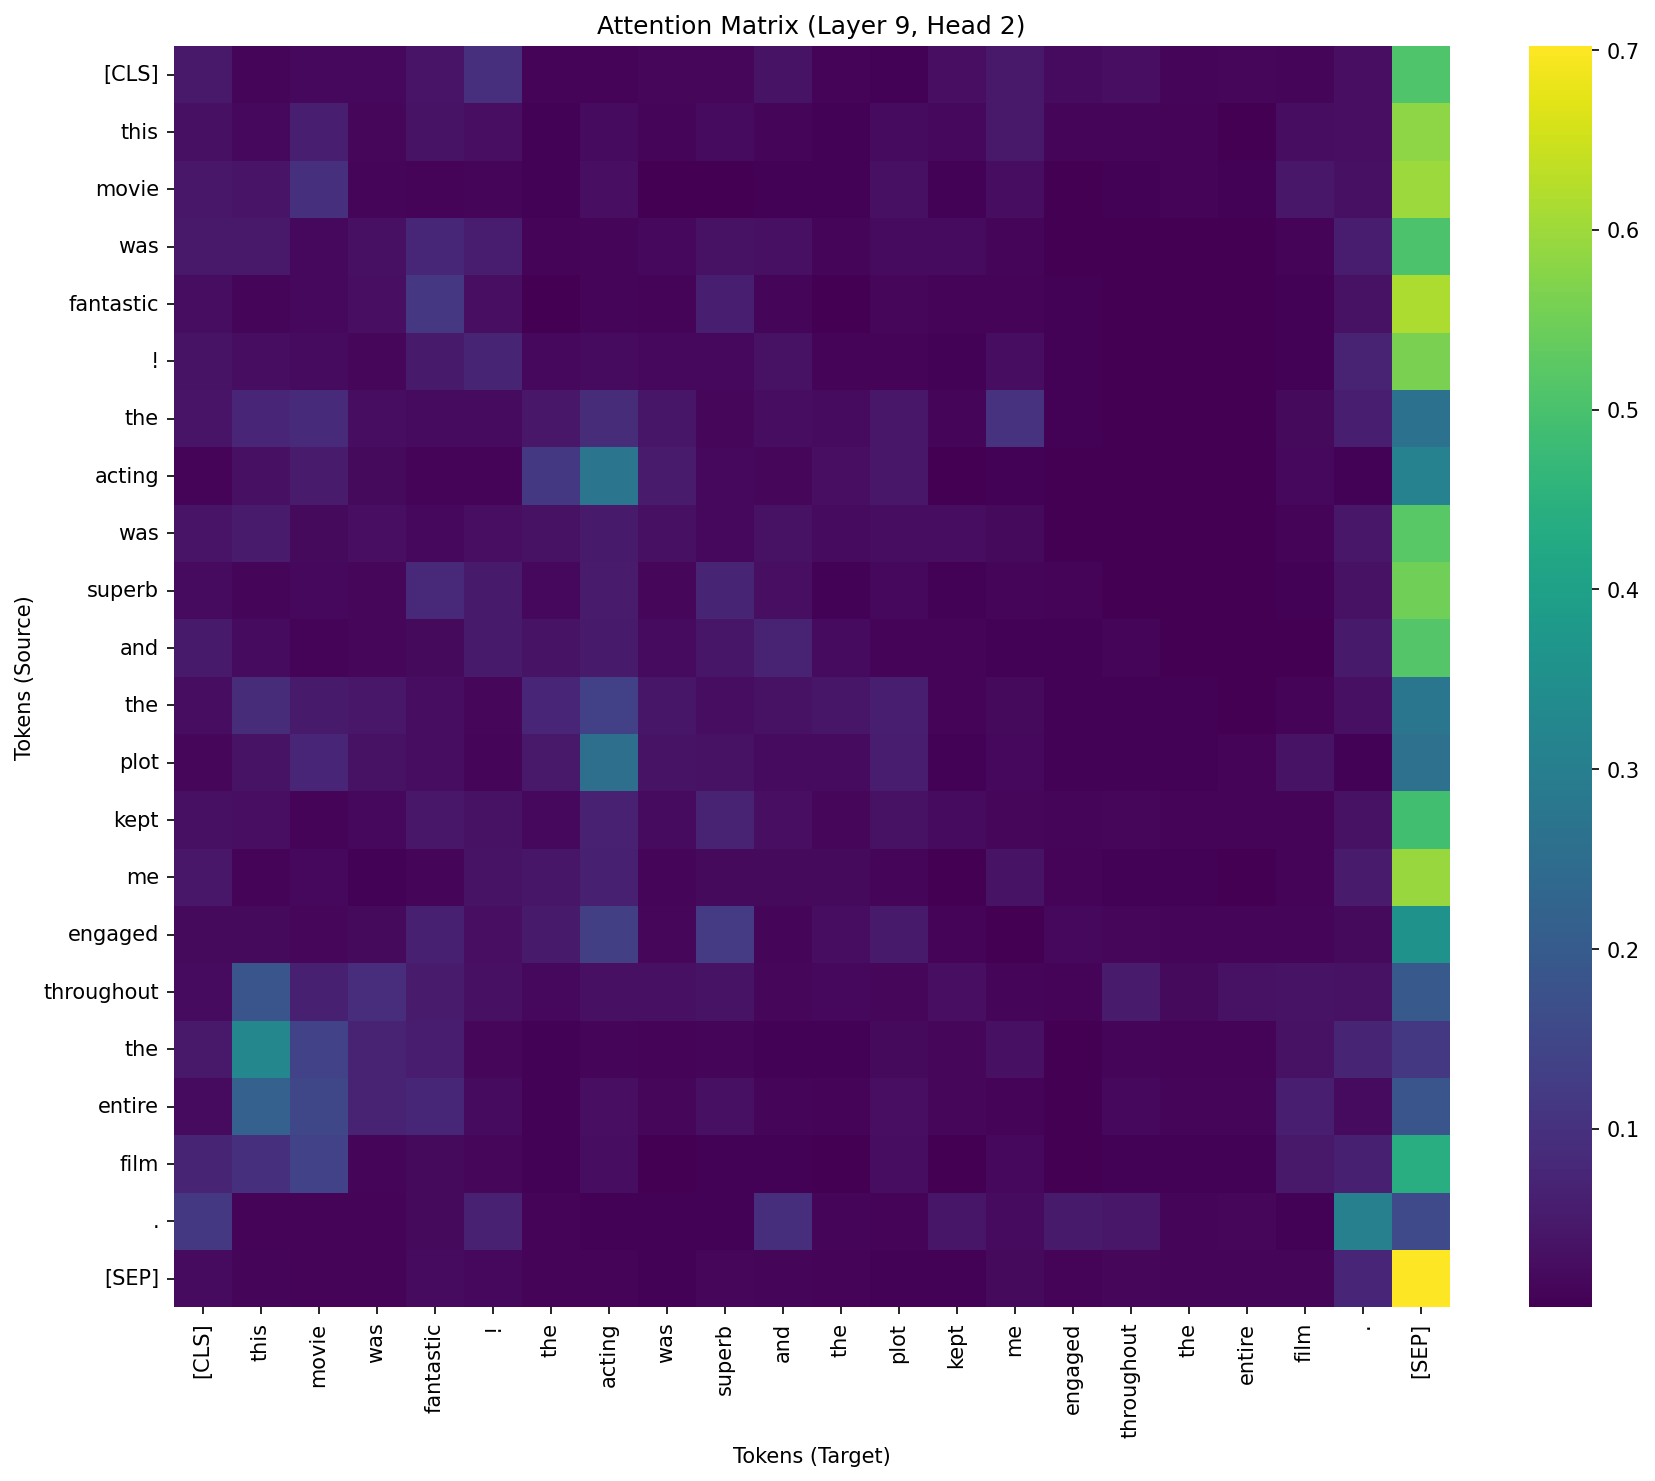 Attention Matrix (Layer 9, Head 2)
Tokens (Source)
[CLS]
this
movie
was
fantastic
!
the
acting
was
superb
and
the
plot
kept
me
engaged
throughout
the
entire
film
.
[SEP]
[CLS]
this
movie
was
fantastic
!
the
acting
was
superb
and
the
plot
kept
me
engaged
throughout
the
entire
film
.
[SEP]
Tokens (Target)
0.7
0.6
0.5
0.4
0.3
0.2
0.1